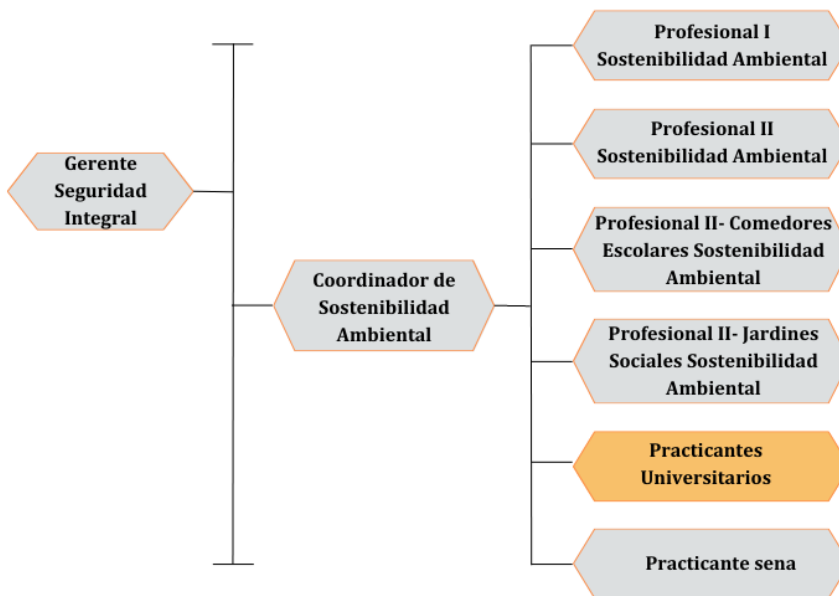 Gerente
Seguridad
Integral
Coordinador de
Sostenibilidad
Ambiental
Profesional I
Sostenibilidad Ambiental
Profesional II
Sostenibilidad Ambiental
Profesional II- Comedores
Escolares Sostenibilidad
Ambiental
Profesional II- Jardines
Sociales Sostenibilidad
Ambiental
Practicantes
Universitarios
Practicante sena